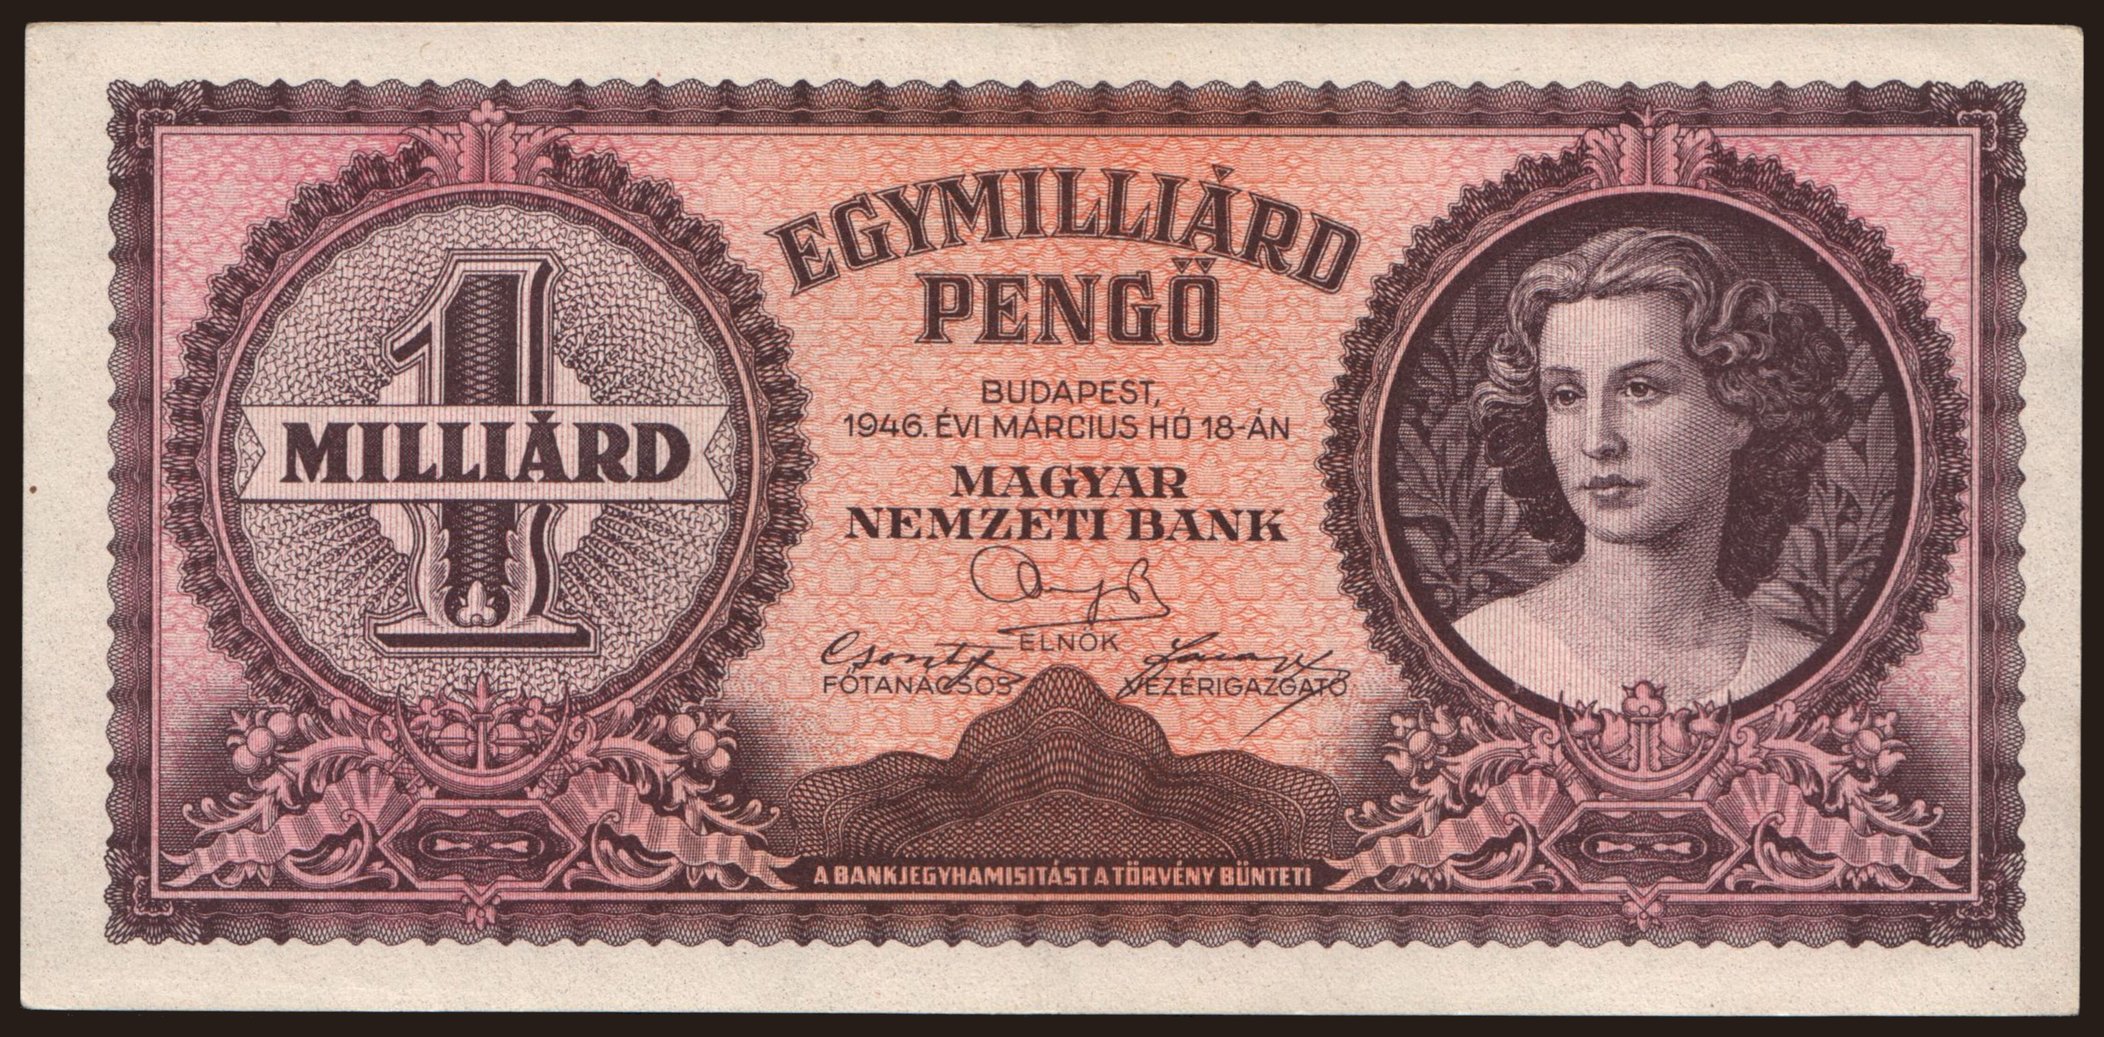 EGYMILLIÁRD
PENGŐ
1
MILLIÁRD
BUDAPEST,
1946. ÉVI MÁRCIUS HÓ 18-ÁN
MAGYAR
NEMZETI BANK
ELNÖK
FŐTANÁCSOS
VEZÉRIGAZGATÓ
A BANKJEGYHAMISITÁST A TÖRVÉNY BÜNTETI